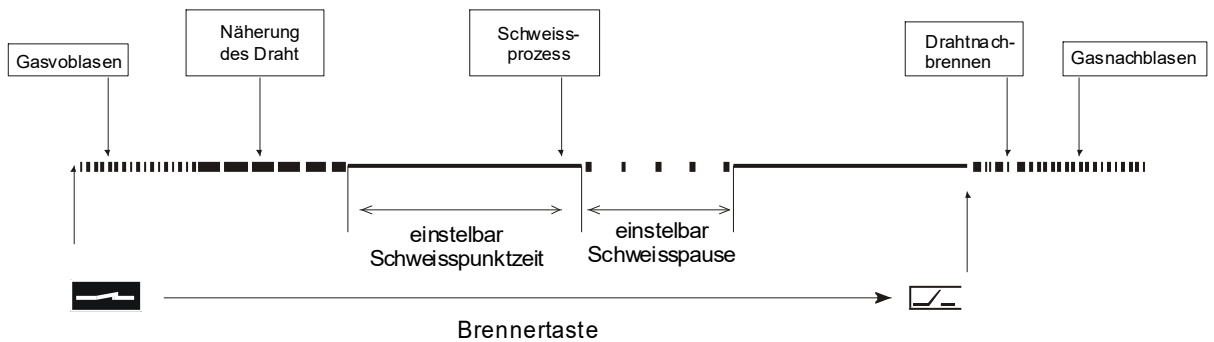 Gasvoblasen
Näherung
des Draht
Schweiss-
prozess
Drahtnach-
brennen
Gasnachblasen
einstelbar
Schweisspunktzeit
einstelbar
Schweisspause
Brennertaste